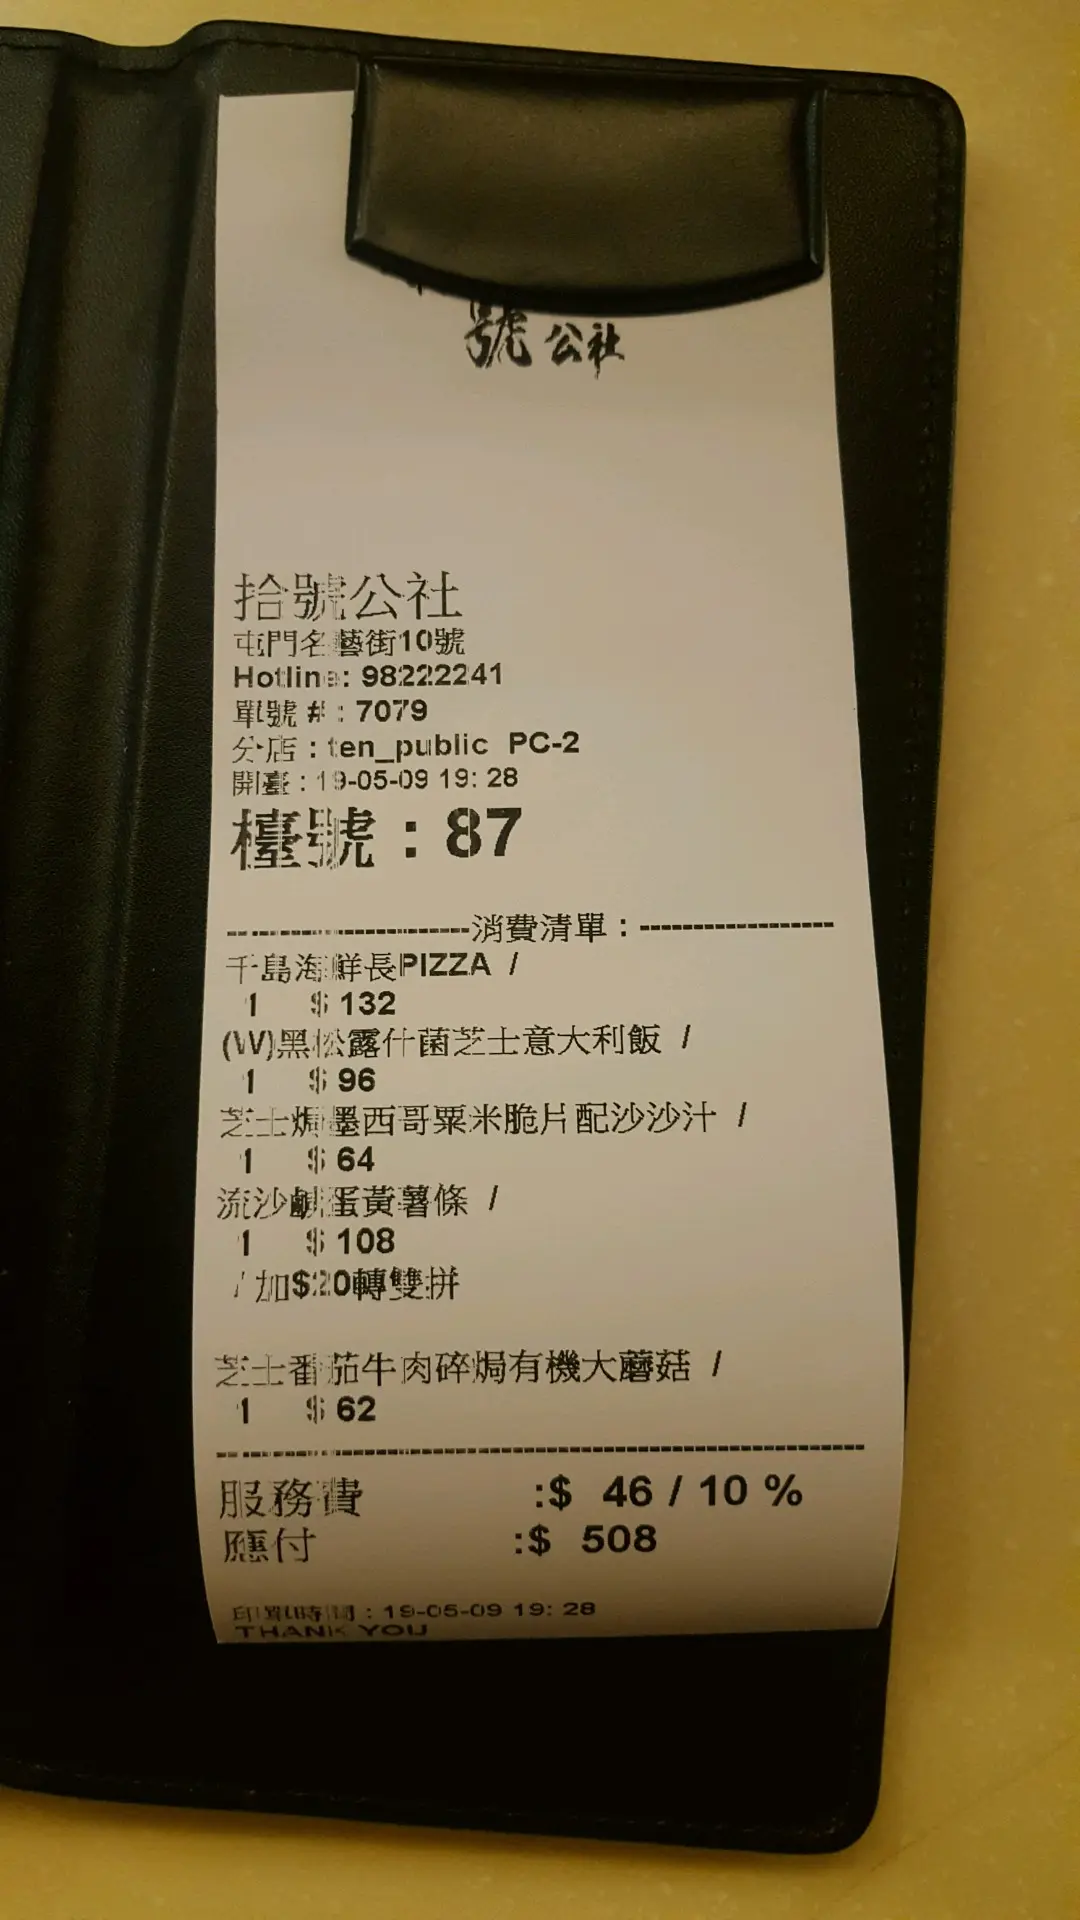 號公社
拾號公社
屯門名藝街10號
Hotline: 98222241
單號 # : 7079
分店 : ten_public PC-2
開臺 : 19-05-09 19: 28
檯號 : 87
---------------------消費清單 : -----------------
千島海鮮長PIZZA /
1 $ 132
(W)黑松露什菌芝士意大利飯 /
1 $ 96
芝士焗墨西哥粟米脆片配沙沙汁 /
1 $ 64
流沙鹹蛋黃薯條 /
1 $ 108
/ 加$20轉雙拼
芝士番茄牛肉碎焗有機大蘑菇 /
1 $ 62
服務費 :$ 46 / 10 %
應付 :$ 508
印單時間 : 19-05-09 19: 28
THANK YOU